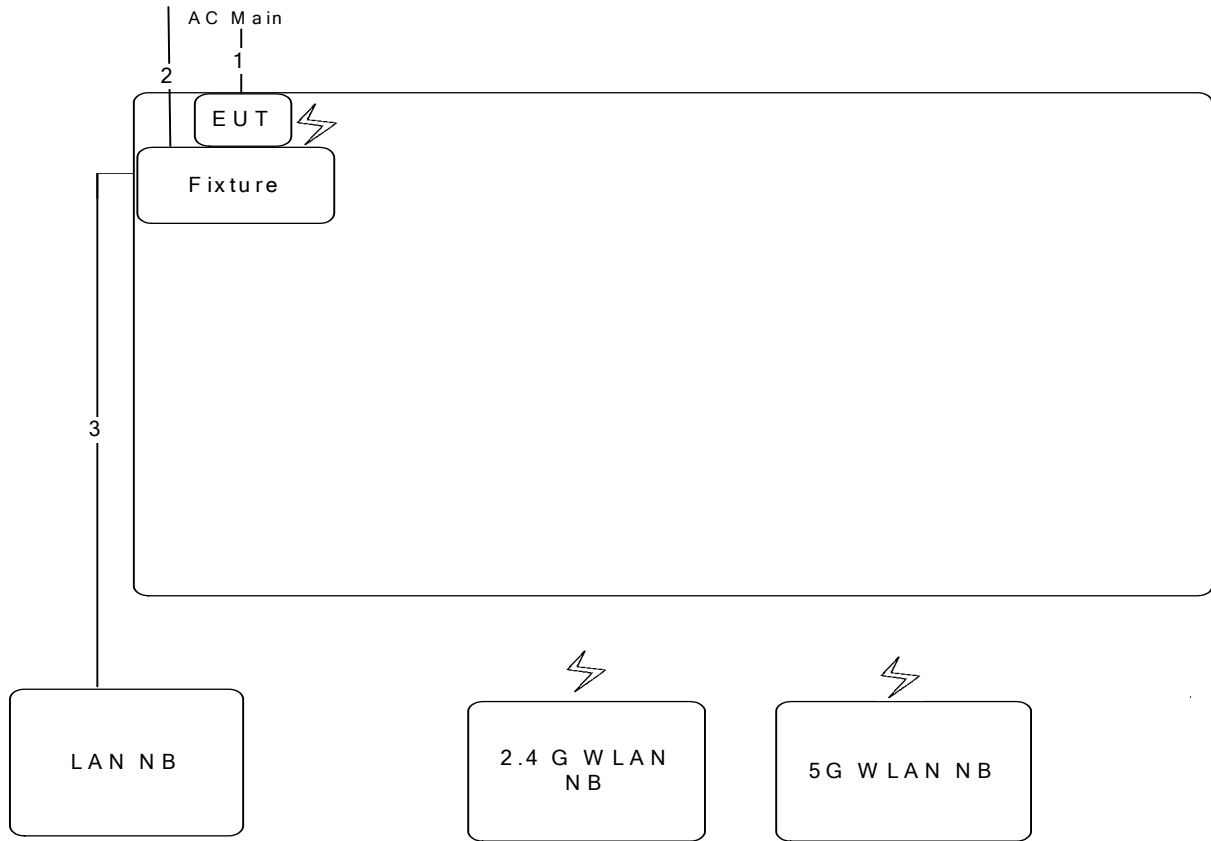 AC Main
1
2
EUT
Fixture
3
LAN NB
2.4 G WLAN
NB
5G WLAN NB